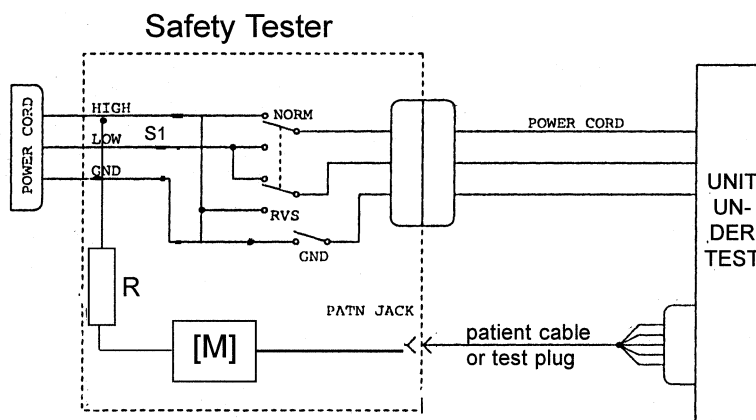 Safety Tester
POWER CORD
HIGH
LOW
S1
GND
NORM
RVS
GND
POWER CORD
UNIT
UN-
DER
TEST
R
[M]
PATN JACK
patient cable
or test plug